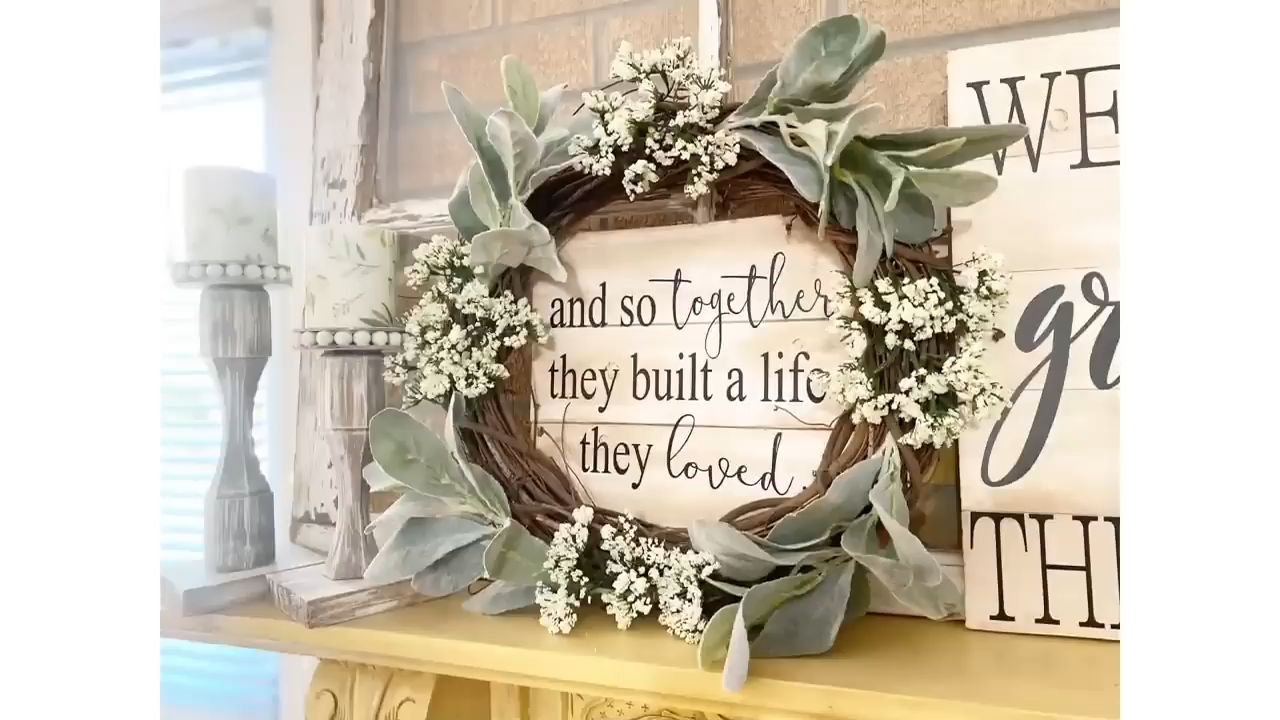 and so together
they built a life
they loved.
WE
gr
TH